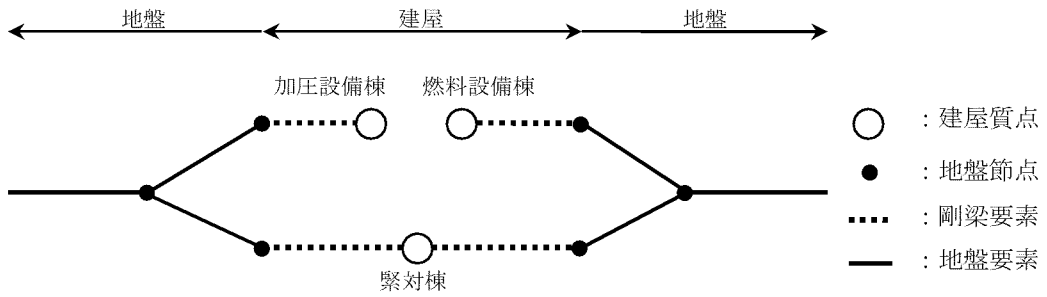 地盤 建屋 地盤
加圧設備棟 燃料設備棟
緊対棟
：建屋質点
：地盤節点
：剛梁要素
：地盤要素